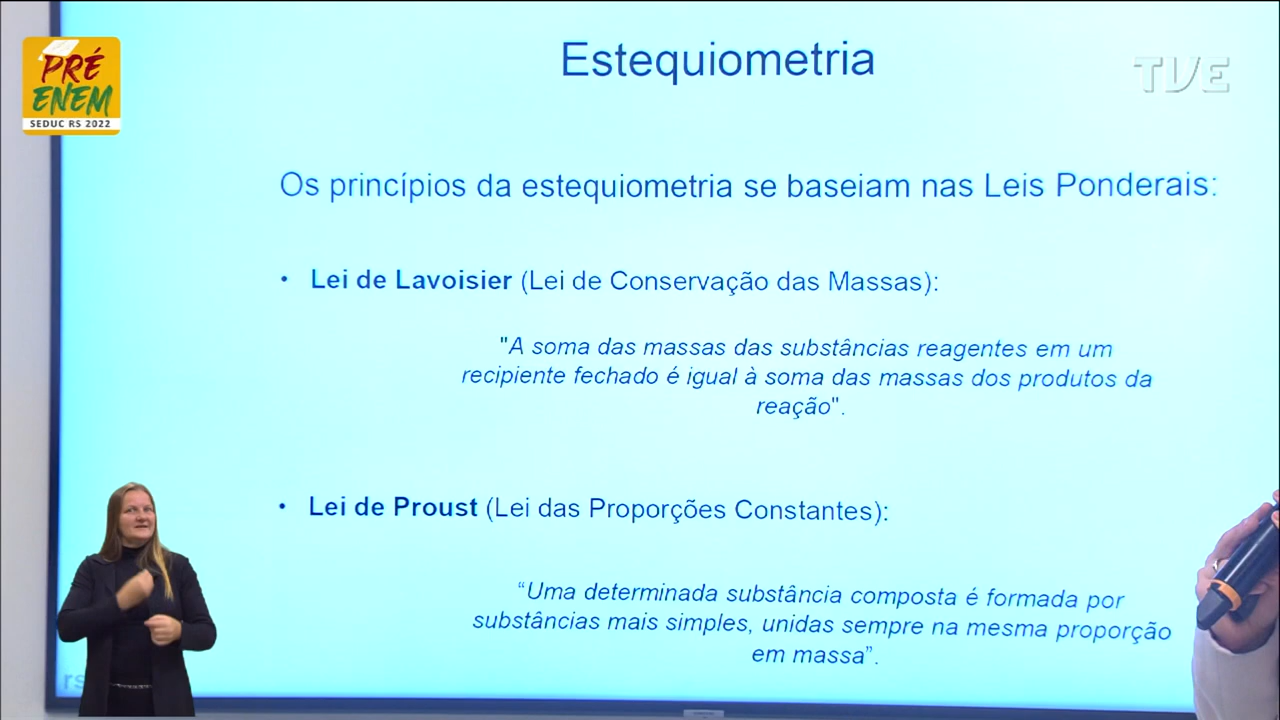 Estequiometria
TVE
PRÉ
ENEM
SEDUC RS 2022
Os princípios da estequiometria se baseiam nas Leis Ponderais:
• Lei de Lavoisier (Lei de Conservação das Massas):
"A soma das massas das substâncias reagentes em um
recipiente fechado é igual à soma das massas dos produtos da
reação".
• Lei de Proust (Lei das Proporções Constantes):
“Uma determinada substância composta é formada por
substâncias mais simples, unidas sempre na mesma proporção
em massa”.
rs